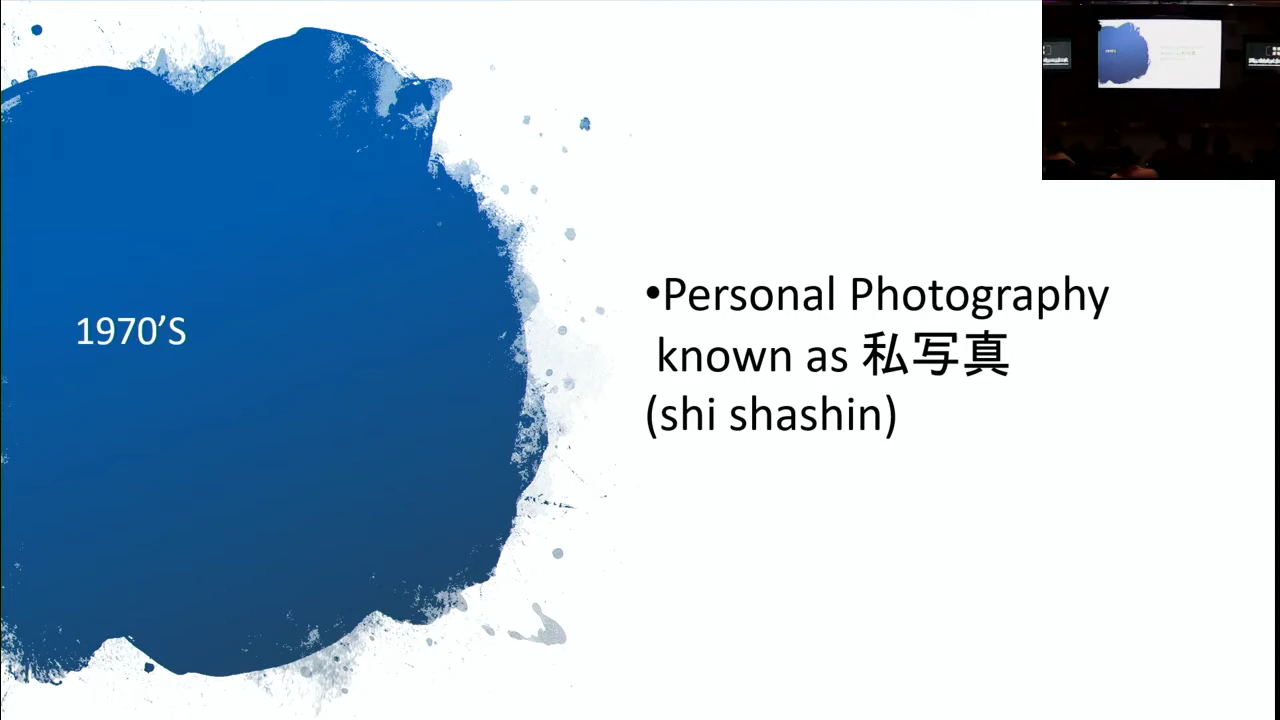 1970’S
•Personal Photography
known as 私写真
(shi shashin)